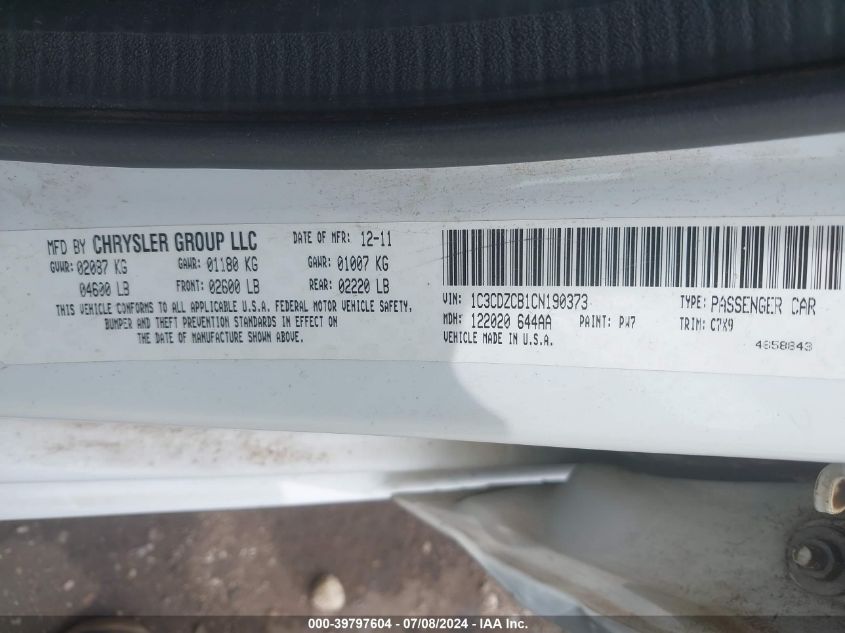 MFD BY CHRYSLER GROUP LLC DATE OF MFR: 12-11
GVWR: 02087 KG GAWR: 01180 KG GAWR: 01007 KG
04600 LB FRONT: 02600 LB REAR: 02220 LB
THIS VEHICLE CONFORMS TO ALL APPLICABLE U.S.A. FEDERAL MOTOR VEHICLE SAFETY,
BUMPER AND THEFT PREVENTION STANDARDS IN EFFECT ON
THE DATE OF MANUFACTURE SHOWN ABOVE.
VIN: 1C3CDZCB1CN190373 TYPE: PASSENGER CAR
MDH: 122020 644AA PAINT: PW7 TRIM: C7K9
VEHICLE MADE IN U.S.A. 4658843
000-39797604 | 07/08/2024 | IAA Inc.